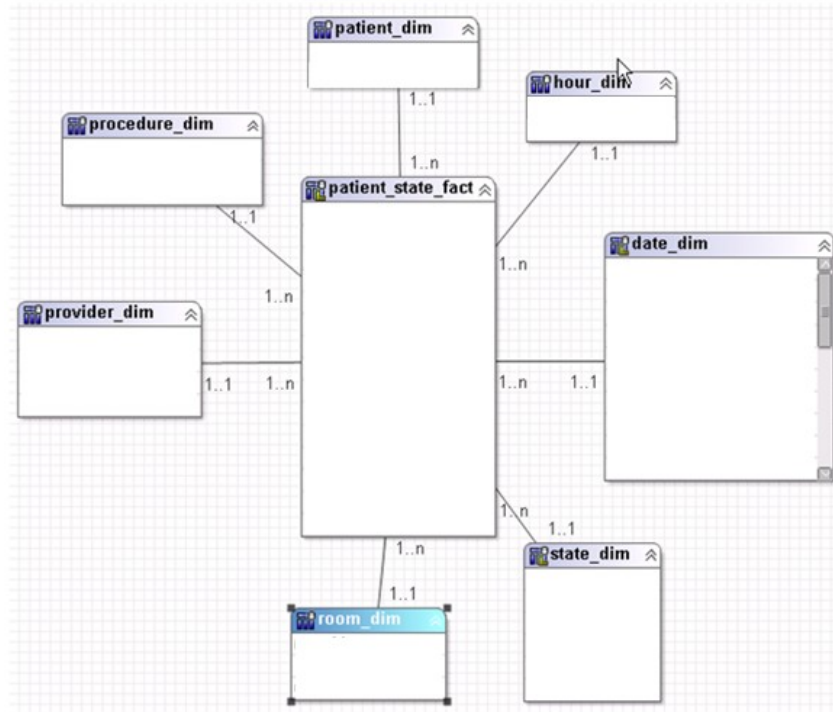 patient_dim
hour_dim
1..1
procedure_dim
1..1
1..n
patient_state_fact
1..1
date_dim
1..n
1..n
provider_dim
1..1
1..n
1..n
1..1
1..n
1..1
1..n
state_dim
1..1
room_dim